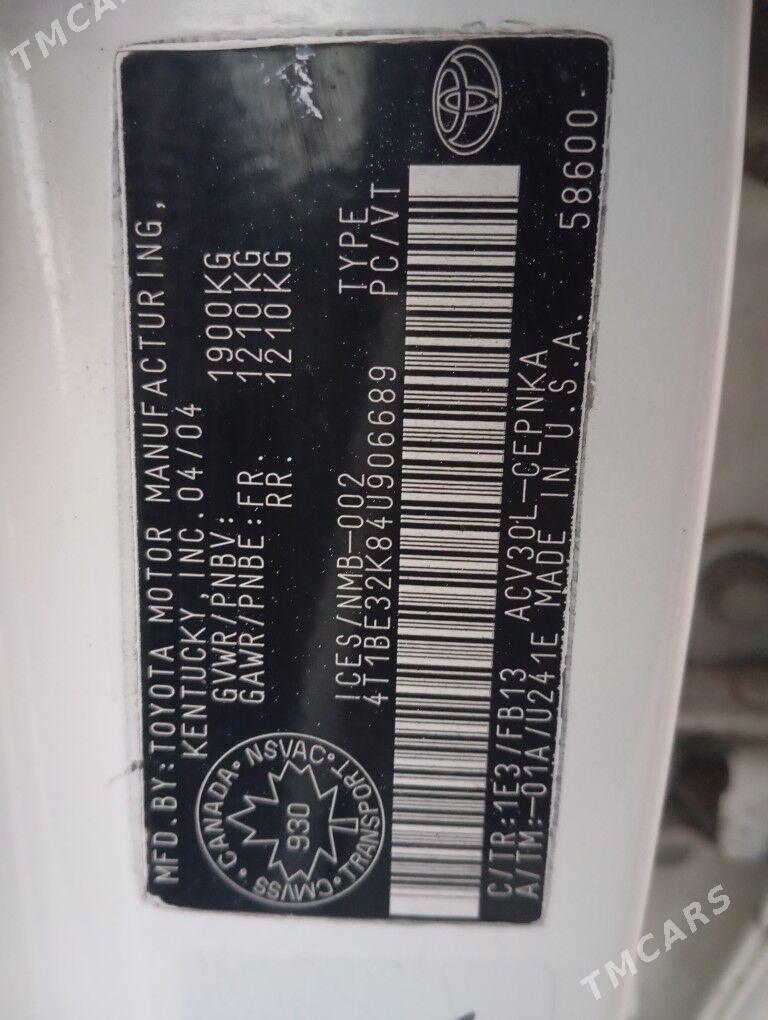 MFD.BY:TOYOTA MOTOR MANUFACTURING,
KENTUCKY,INC.04/04
GVWR/PNBV: 1900KG
GAWR/PNBE:FR. 1210KG
RR. 1210KG
CANADA NSVAC TRANSPORT CMVSS
930
ICES/NMB-002 TYPE
4T1BE32K84U906689 PC/VT
C/TR:1E3/FB13 ACV30L-CEPNKA
A/TM:-01A/U241E MADE IN U.S.A. 58600
TMCARS
TMCARS